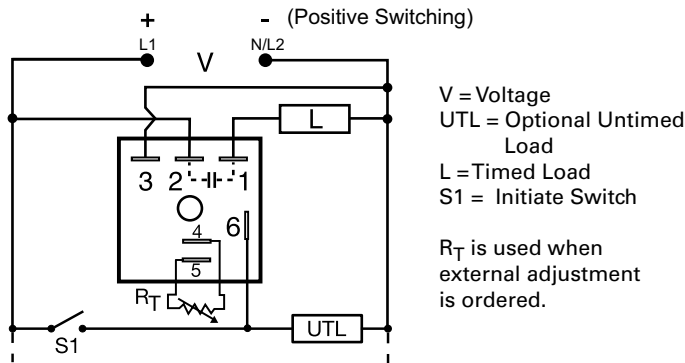 + - (Positive Switching)
L1 N/L2
V
L
3 2 1
6
4
5
RT
S1 UTL
V = Voltage
UTL = Optional Untimed
Load
L = Timed Load
S1 = Initiate Switch
RT is used when
external adjustment
is ordered.